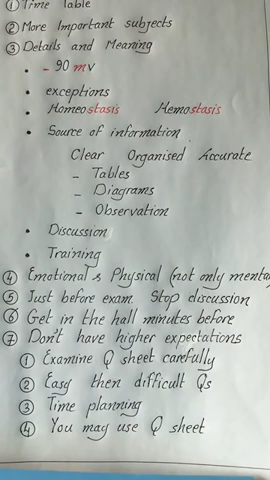 ① Time Table
② More Important subjects
③ Details and Meaning
• - 90 mv
• exceptions
• Homeostasis Hemostasis
• Source of information
Clear Organised Accurate
- Tables
- Diagrams
- Observation
• Discussion
• Training
④ Emotional & Physical (not only menta
⑤ Just before exam Stop discussion
⑥ Get in the hall minutes before
⑦ Don't have higher expectations
① Examine Q sheet carefully
② Easy then difficult Qs
③ Time planning
④ You may use Q sheet